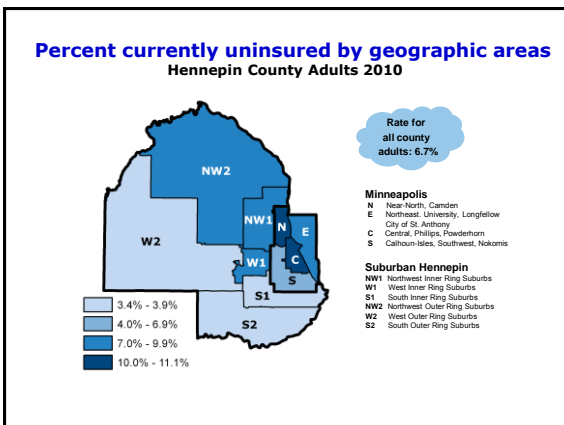 Percent currently uninsured by geographic areas
Hennepin County Adults 2010
Rate for
all county
adults: 6.7%
NW2
NW1
N
E
W2
W1
C
S
S1
S2
3.4% - 3.9%
4.0% - 6.9%
7.0% - 9.9%
10.0% - 11.1%
Minneapolis
N Near-North, Camden
E Northeast. University, Longfellow
City of St. Anthony
C Central, Phillips, Powderhorn
S Calhoun-Isles, Southwest, Nokomis
Suburban Hennepin
NW1 Northwest Inner Ring Suburbs
W1 West Inner Ring Suburbs
S1 South Inner Ring Suburbs
NW2 Northwest Outer Ring Suburbs
W2 West Outer Ring Suburbs
S2 South Outer Ring Suburbs